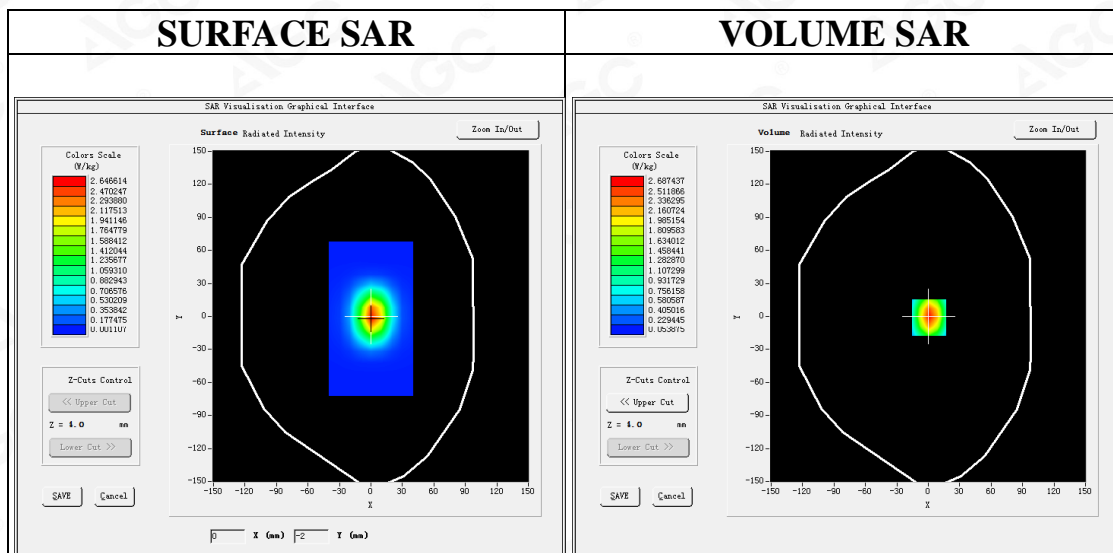 SURFACE SAR
VOLUME SAR
SAR Visualisation Graphical Interface
Surface Radiated Intensity
Zoom In/Out
Colors Scale
(W/kg)
2.646614
2.470247
2.293880
2.117513
1.941146
1.764779
1.588412
1.412044
1.235677
1.059310
0.882943
0.706576
0.530209
0.353842
0.177475
0.001107
Z-Cuts Control
<< Upper Cut
Z = 4.0 mm
Lower Cut >>
SAVE Cancel
150
120
90
60
30
0
-30
-60
-90
-120
-150
Y
-150 -120 -90 -60 -30 0 30 60 90 120 150
X
0 X (mm) -2 Y (mm)
SAR Visualisation Graphical Interface
Volume Radiated Intensity
Zoom In/Out
Colors Scale
(W/kg)
2.687437
2.511866
2.336295
2.160724
1.985154
1.809583
1.634012
1.458441
1.282870
1.107299
0.931729
0.756158
0.580587
0.405016
0.229445
0.053875
Z-Cuts Control
<< Upper Cut
Z = 4.0 mm
Lower Cut >>
SAVE Cancel
150
120
90
60
30
0
-30
-60
-90
-120
-150
Y
-150 -120 -90 -60 -30 0 30 60 90 120 150
X